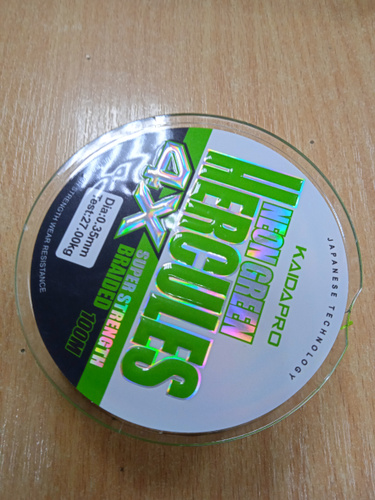 JAPANESE TECHNOLOGY
KAIDAPRO
NEON GREEN
HERCULES
4X
SUPER STRENGTH
BRAIDED 100M
Dia:0.35mm
Test:27.00kg
STRENGTH WEAR RESISTANCE